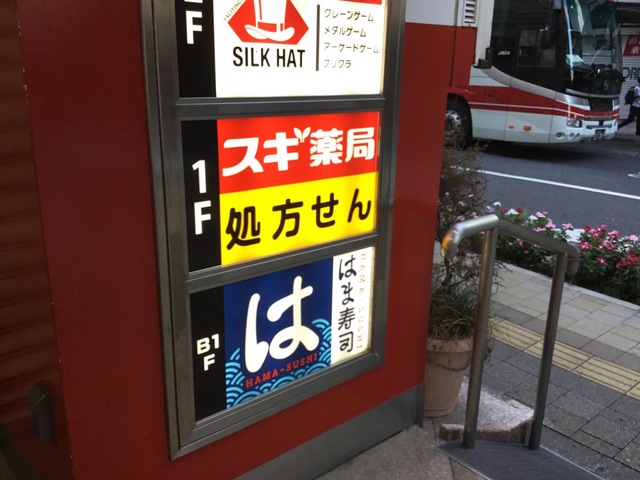 F
SILK HAT
クレーンゲーム
メダルゲーム
アーケードゲーム
プリクラ
1F
スギ薬局
処方せん
B1F
は
HAMA-SUSHI
はま寿司
HAMA-SUSHI